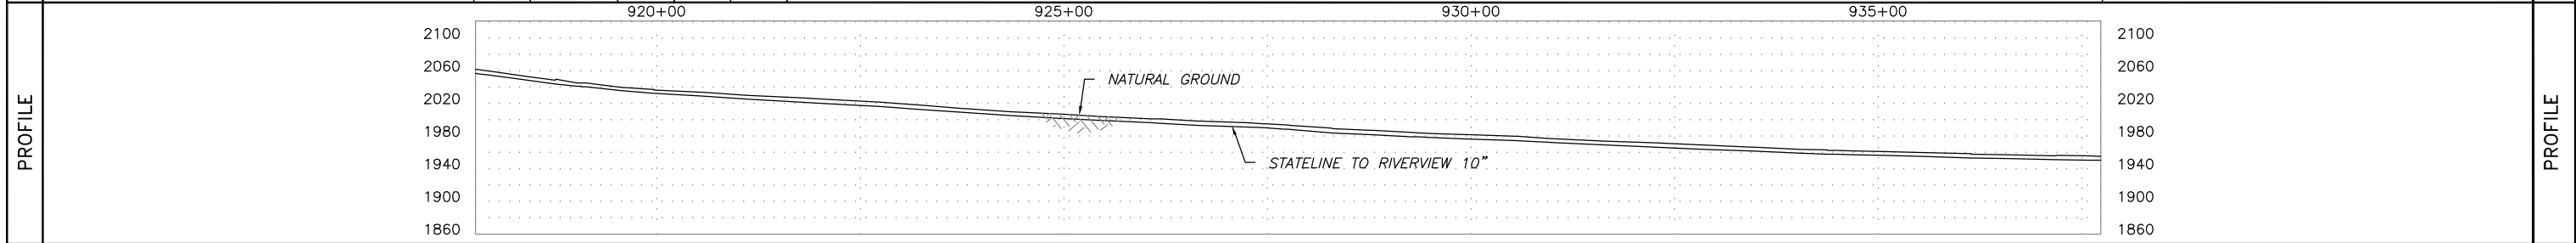 920+00 925+00 930+00 935+00
2100 2100
2060 2060
NATURAL GROUND
2020 2020
PROFILE PROFILE
1980 1980
1940 STATELINE TO RIVERVIEW 10" 1940
1900 1900
1860 1860